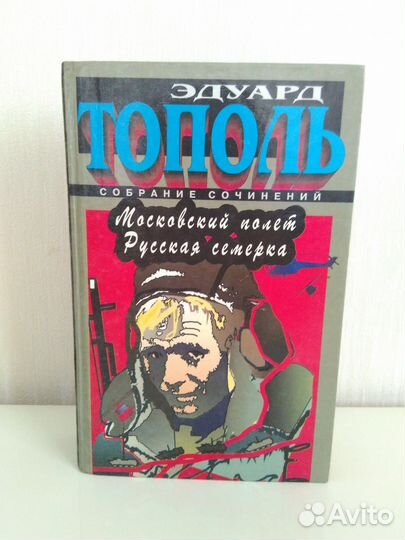 ЭДУАРД
ТОПОЛЬ
СОБРАНИЕ СОЧИНЕНИЙ
Московский полет
Русская семерка
Avito